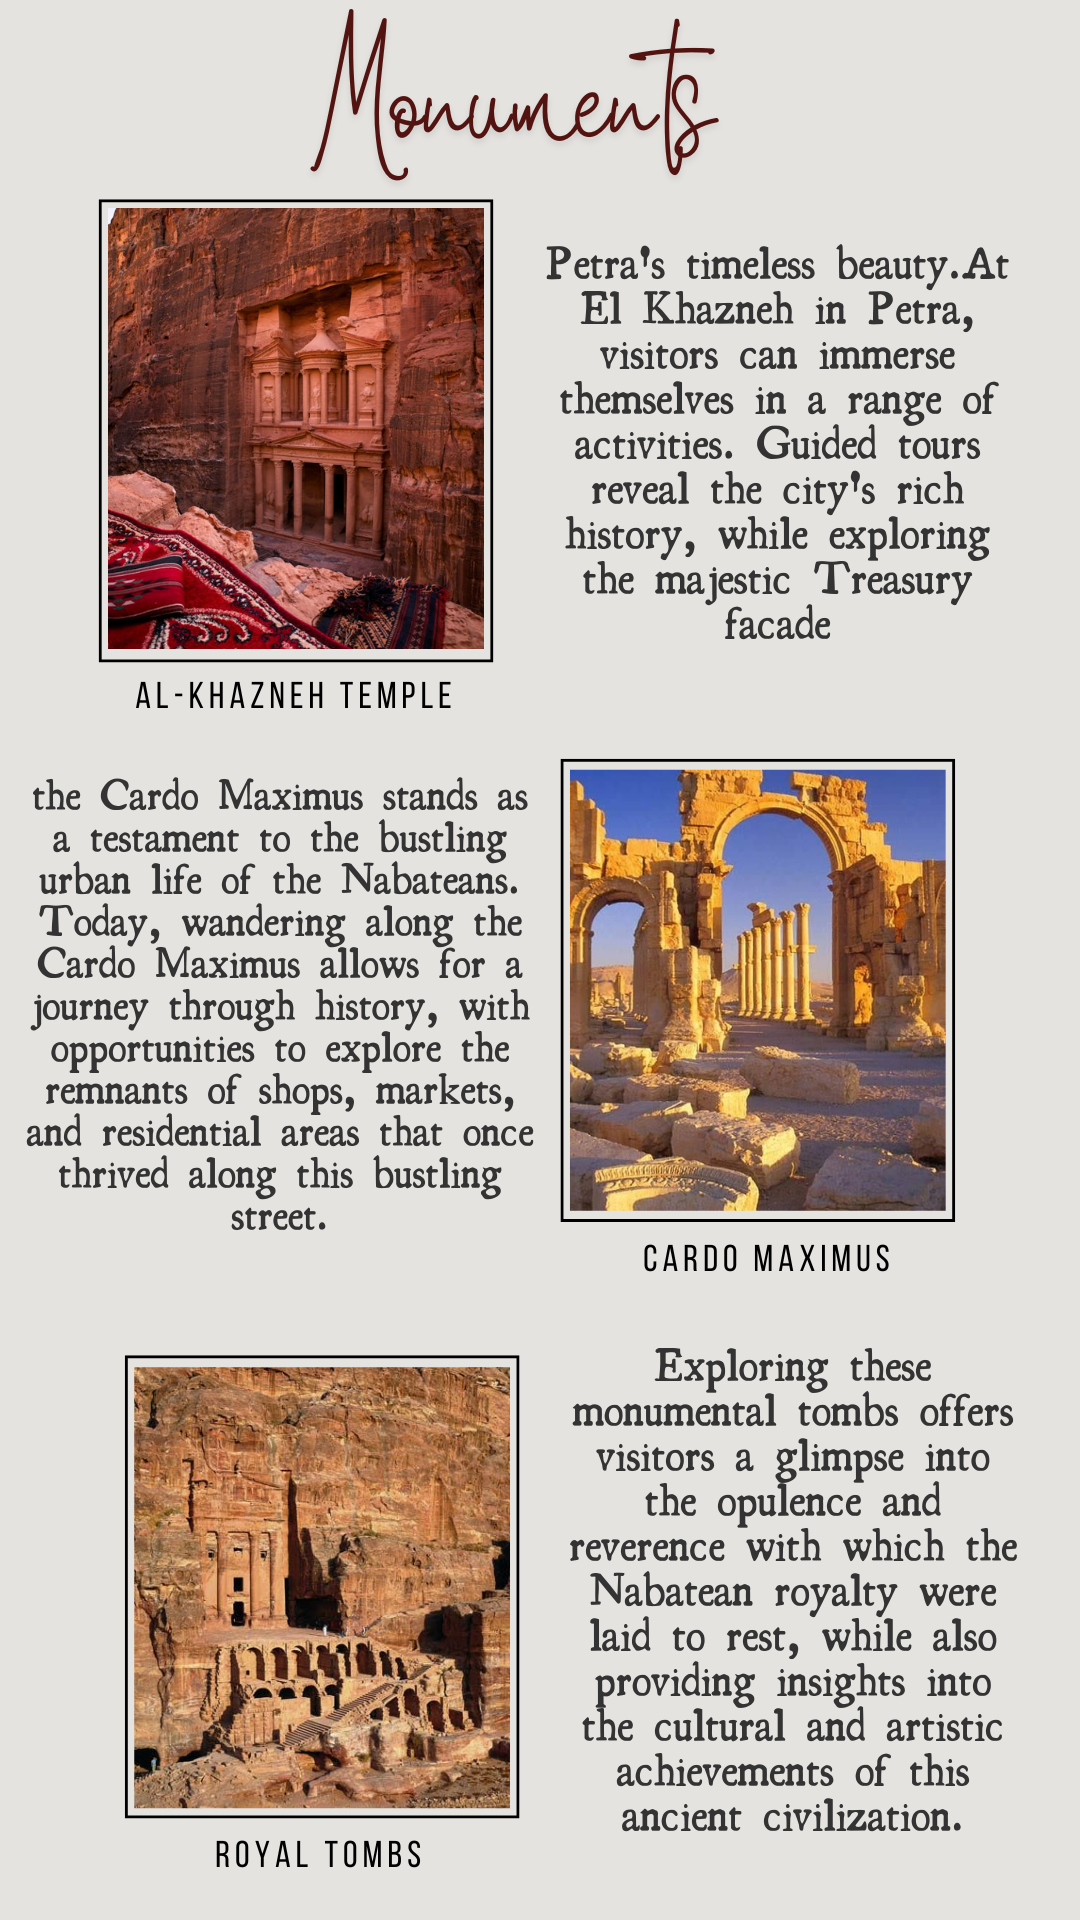 Monuments
Petra's timeless beauty.At
El Khazneh in Petra,
visitors can immerse
themselves in a range of
activities. Guided tours
reveal the city's rich
history, while exploring
the majestic Treasury
facade
AL-KHAZNEH TEMPLE
the Cardo Maximus stands as
a testament to the bustling
urban life of the Nabateans.
Today, wandering along the
Cardo Maximus allows for a
journey through history, with
opportunities to explore the
remnants of shops, markets,
and residential areas that once
thrived along this bustling
street.
CARDO MAXIMUS
Exploring these
monumental tombs offers
visitors a glimpse into
the opulence and
reverence with which the
Nabatean royalty were
laid to rest, while also
providing insights into
the cultural and artistic
achievements of this
ancient civilization.
ROYAL TOMBS